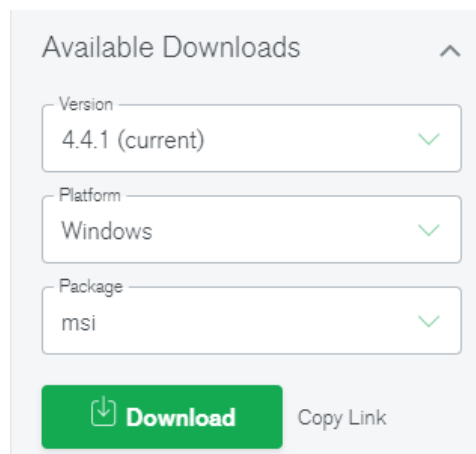 Available Downloads
Version
4.4.1 (current)
Platform
Windows
Package
msi
Download
Copy Link